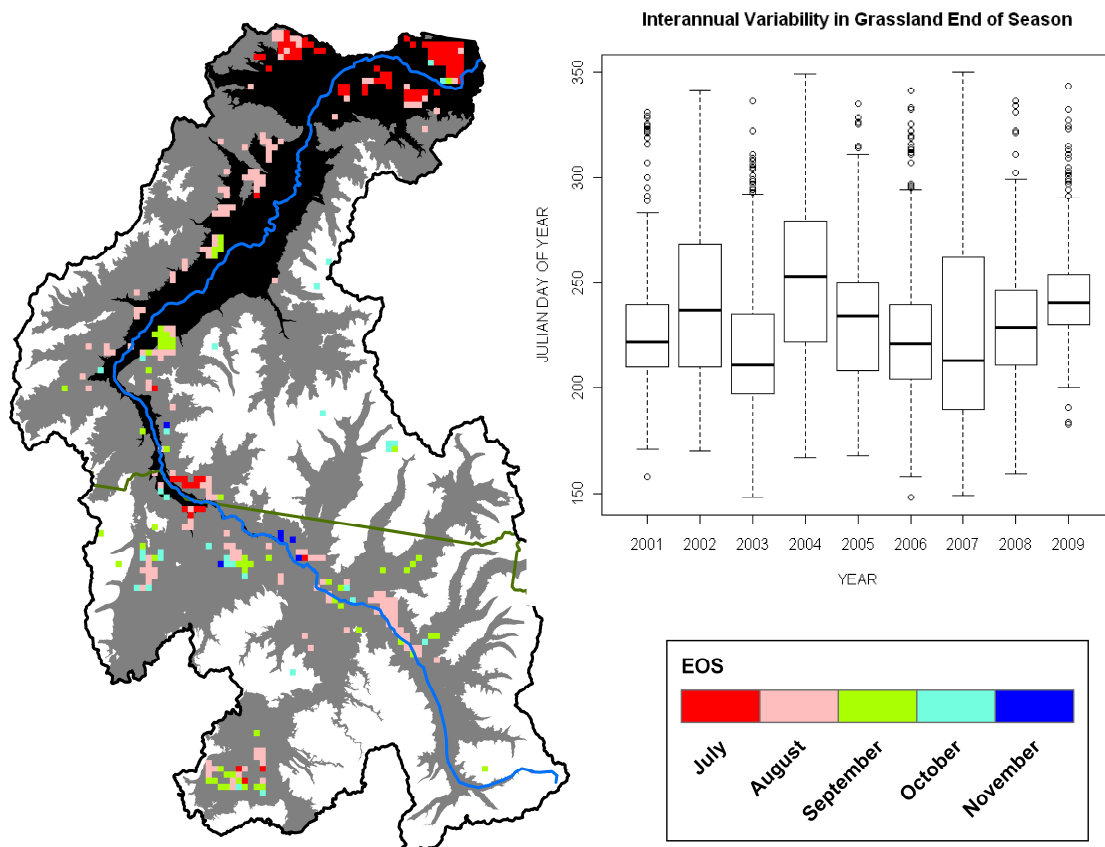 Interannual Variability in Grassland End of Season
JULIAN DAY OF YEAR
350
300
250
200
150
2001 2002 2003 2004 2005 2006 2007 2008 2009
YEAR
EOS
July August September October November